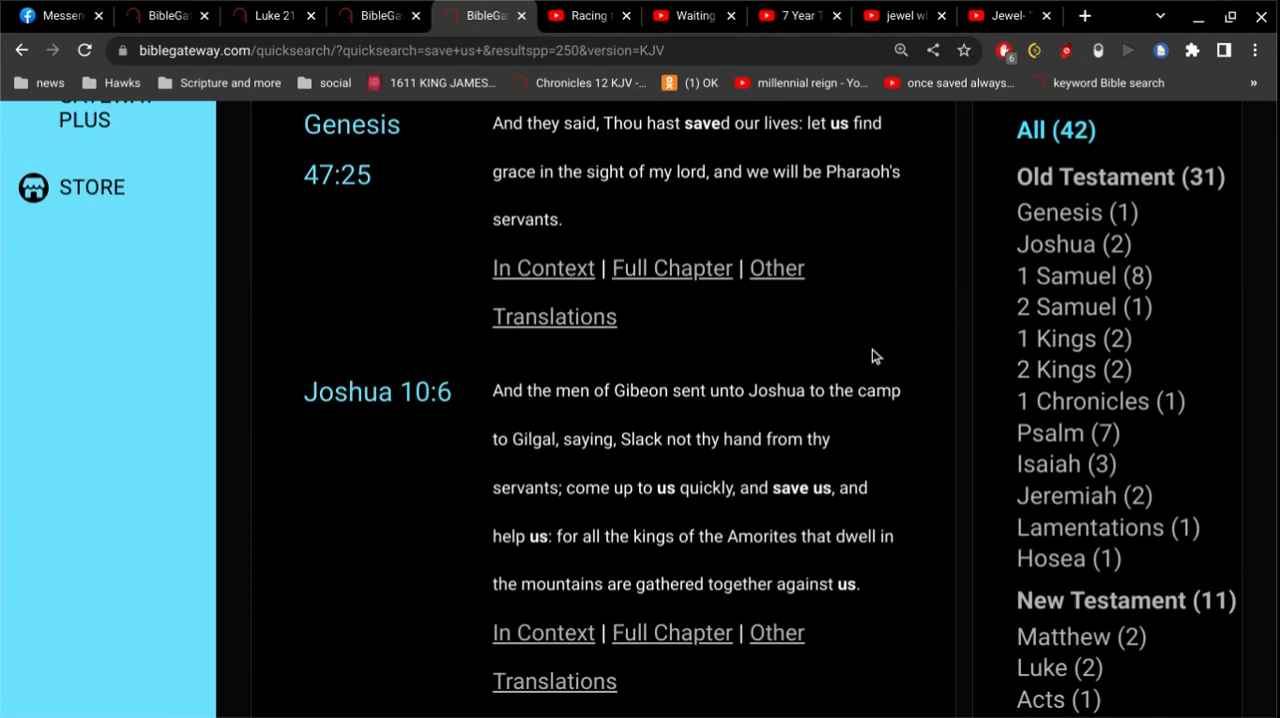 Messen
BibleGat
Luke 21
BibleGat
BibleGat
Racing r
Waiting
7 Year T
jewel wh
Jewel- "
biblegateway.com/quicksearch/?quicksearch=save+us+&resultspp=250&version=KJV
6
news
Hawks
Scripture and more
social
1611 KING JAMES...
Chronicles 12 KJV -...
(1) OK
millennial reign - Yo...
once saved always...
keyword Bible search
»
PLUS
STORE
Genesis
47:25
And they said, Thou hast saved our lives: let us find
grace in the sight of my lord, and we will be Pharaoh's
servants.
In Context | Full Chapter | Other
Translations
Joshua 10:6
And the men of Gibeon sent unto Joshua to the camp
to Gilgal, saying, Slack not thy hand from thy
servants; come up to us quickly, and save us, and
help us: for all the kings of the Amorites that dwell in
the mountains are gathered together against us.
In Context | Full Chapter | Other
Translations
All (42)
Old Testament (31)
Genesis (1)
Joshua (2)
1 Samuel (8)
2 Samuel (1)
1 Kings (2)
2 Kings (2)
1 Chronicles (1)
Psalm (7)
Isaiah (3)
Jeremiah (2)
Lamentations (1)
Hosea (1)
New Testament (11)
Matthew (2)
Luke (2)
Acts (1)